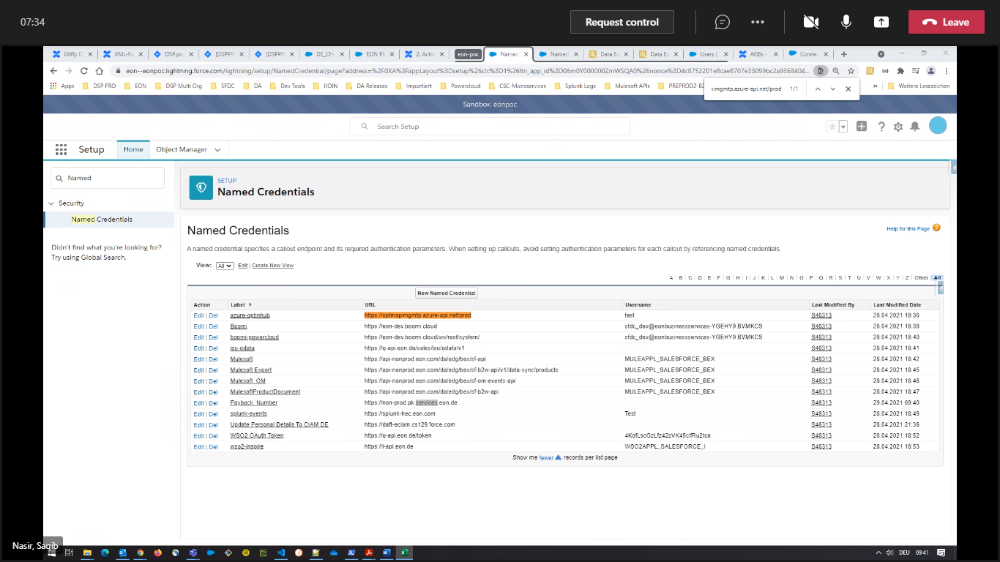 07:34
Request control
Leave
Gliffy D
XML-Fu
DSP.pro
[DSPPR
[DSPPR
DE_CH-
EON PN
2. Activ
eon-poc
Named
Named
Data Ex
Data Ex
Users |
AGBs -
Connec
eon--eonpoc.lightning.force.com/lightning/setup/NamedCredential/page?address=%2F0XA%3FappLayout%3Dsetup%26clc%3D1%26ltn_app_id%3D06m0Y000000ZmWSQA0%26nonce%3D4c8752201e8cae8707e33099bc2a9368404...
Apps
DSP PRO
EON
DSP Multi Org
SFDC
DA
Dev Tools
UJOIN
DA Releases
Importiert
Powercloud
CSC-Microservices
Splunk Logs
Mulesoft APIs
PREPROD2-B2
»
Weitere Lesezeichen
imgmtp.azure-api.net/prod
1/1
Sandbox: eonpoc
Search Setup
Setup
Home
Object Manager
Named
Security
Named Credentials
Didn't find what you're looking for?
Try using Global Search.
SETUP
Named Credentials
Named Credentials
Help for this Page
A named credential specifies a callout endpoint and its required authentication parameters. When setting up callouts, avoid setting authentication parameters for each callout by referencing named credentials.
View: All Edit | Create New View
A | B | C | D | E | F | G | H | I | J | K | L | M | N | O | P | Q | R | S | T | U | V | W | X | Y | Z | Other All
New Named Credential
Action Label URL Username Last Modified By Last Modified Date
Edit | Del azure-optinhub https://optinapimgmtp.azure-api.net/prod test S46313 28.04.2021 18:36
Edit | Del Boomi https://eon-dev.boomi.cloud sfdc_dev@eonbusinessservices-YGEHY9.BVMKCS S46313 28.04.2021 18:38
Edit | Del boomi-powercloud https://eon-dev.boomi.cloud/ws/rest/system/ sfdc_dev@eonbusinessservices-YGEHY9.BVMKCS S46313 28.04.2021 18:40
Edit | Del isu-odata https://q-api.eon.de/sales/isu/odata/v1 S46313 28.04.2021 18:41
Edit | Del Mulesoft https://api-nonprod.eon.com/da/edg/bex/sf-api MULEAPPL_SALESFORCE_BEX S46313 28.04.2021 18:42
Edit | Del Mulesoft Export https://api-nonprod.eon.com/da/edg/bex/sf-b2w-api/v1/data-sync/products MULEAPPL_SALESFORCE_BEX S46313 28.04.2021 18:45
Edit | Del Mulesoft_OM https://api-nonprod.eon.com/da/edg/bex/sf-om-events-api MULEAPPL_SALESFORCE_BEX S46313 28.04.2021 18:46
Edit | Del MulesoftProductDocument https://api-nonprod.eon.com/da/edg/bex/sf-b2w-api MULEAPPL_SALESFORCE_BEX S46313 28.04.2021 18:47
Edit | Del Payback_Number https://non-prod.pk.services.eon.de S46313 29.04.2021 09:40
Edit | Del splunk-events https://splunk-hec.eon.com Test S46313 28.04.2021 18:49
Edit | Del Update Personal Details To CIAM DE https://daft-eciam.cs129.force.com S46313 28.04.2021 21:36
Edit | Del WSO2 OAuth Token https://q-api.eon.de/token 4KofLscGzLfz42zVK45clfRu2tca S46313 28.04.2021 18:52
Edit | Del wso2-inspire https://i-api.eon.de WSO2APPL_SALESFORCE_I S46313 28.04.2021 18:53
Show me fewer records per list page
Nasir, Saqib
DEU
09:41